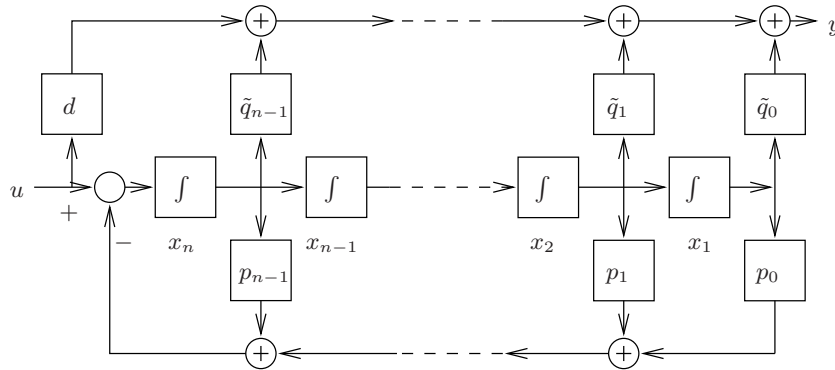 + + + y
d q̃ₙ₋₁ q̃₁ q̃₀
u ∫ ∫ ∫ ∫
+ − xₙ xₙ₋₁ x₂ x₁
pₙ₋₁ p₁ p₀
+ +